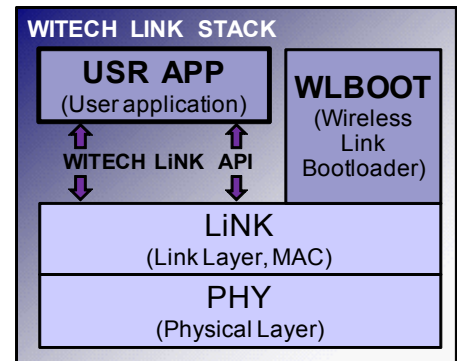 WITECH LINK STACK
USR APP
(User application)
WITECH LiNK API
WLBOOT
(Wireless
Link
Bootloader)
LiNK
(Link Layer, MAC)
PHY
(Physical Layer)